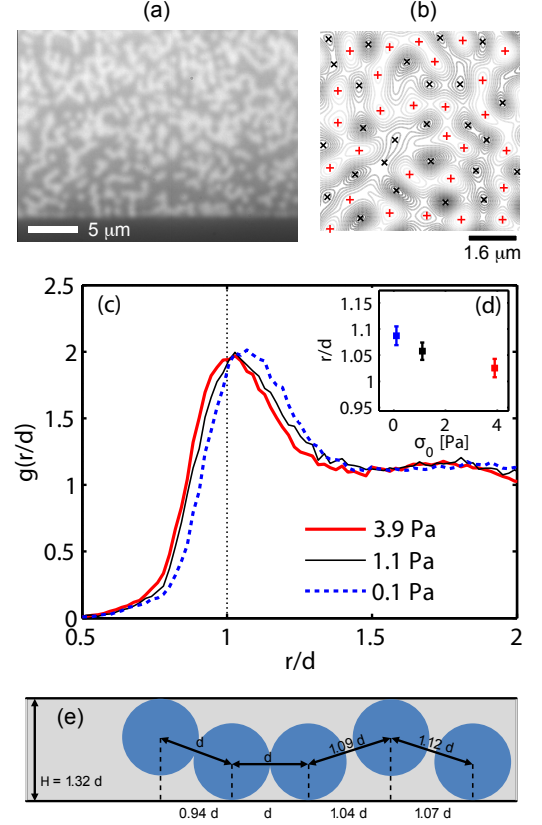 (a)
(b)
5 μm
1.6 μm
2.5
2
1.5
1
0.5
0
g(r/d)
(c)
0.5
1
1.5
2
r/d
3.9 Pa
1.1 Pa
0.1 Pa
(d)
1.15
1.1
1.05
1
0.95
r/d
0
2
4
σ0 [Pa]
(e)
H = 1.32 d
d
d
1.09 d
1.12 d
0.94 d
d
1.04 d
1.07 d